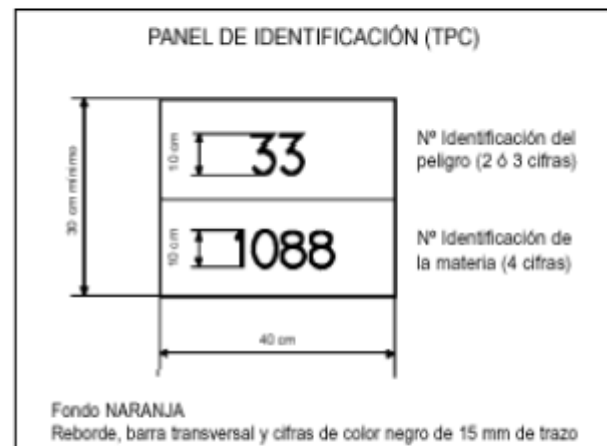 PANEL DE IDENTIFICACIÓN (TPC)
30 cm mínimo
10 cm
33
Nº Identificación del
peligro (2 ó 3 cifras)
10 cm
1088
Nº Identificación de
la materia (4 cifras)
40 cm
Fondo NARANJA
Reborde, barra transversal y cifras de color negro de 15 mm de trazo